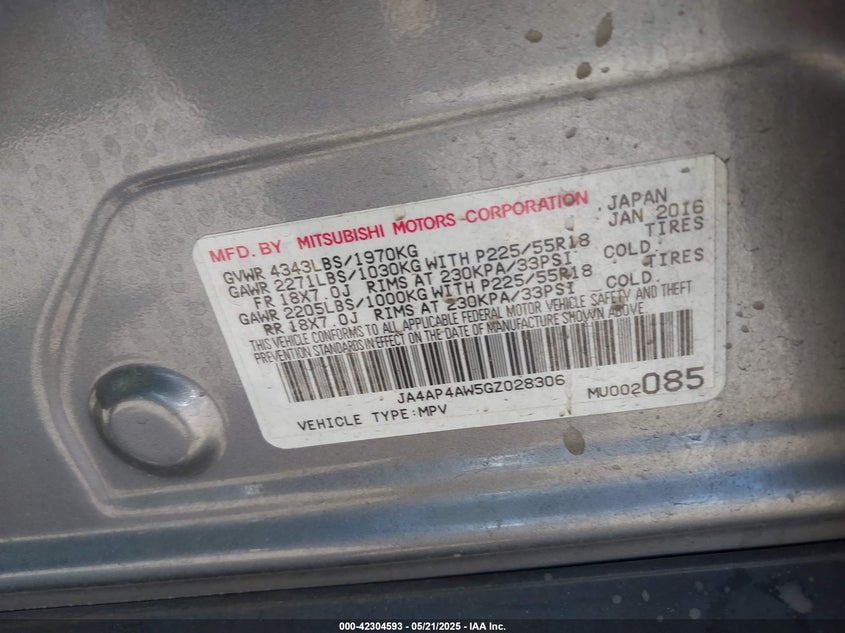 MFD. BY MITSUBISHI MOTORS CORPORATION JAPAN
GVWR 4343LBS/1970KG JAN 2016
GAWR 2271LBS/1030KG WITH P225/55R18 TIRES
FR 18X7.0J RIMS AT 230KPA/33PSI COLD.
GAWR 2205LBS/1000KG WITH P225/55R18 TIRES
RR 18X7.0J RIMS AT 230KPA/33PSI COLD.
THIS VEHICLE CONFORMS TO ALL APPLICABLE FEDERAL MOTOR VEHICLE SAFETY AND THEFT
PREVENTION STANDARDS IN EFFECT ON THE DATE OF MANUFACTURE SHOWN ABOVE.
JA4AP4AW5GZ028306
VEHICLE TYPE:MPV MU002085
000-42304593 - 05/21/2025 - IAA Inc.